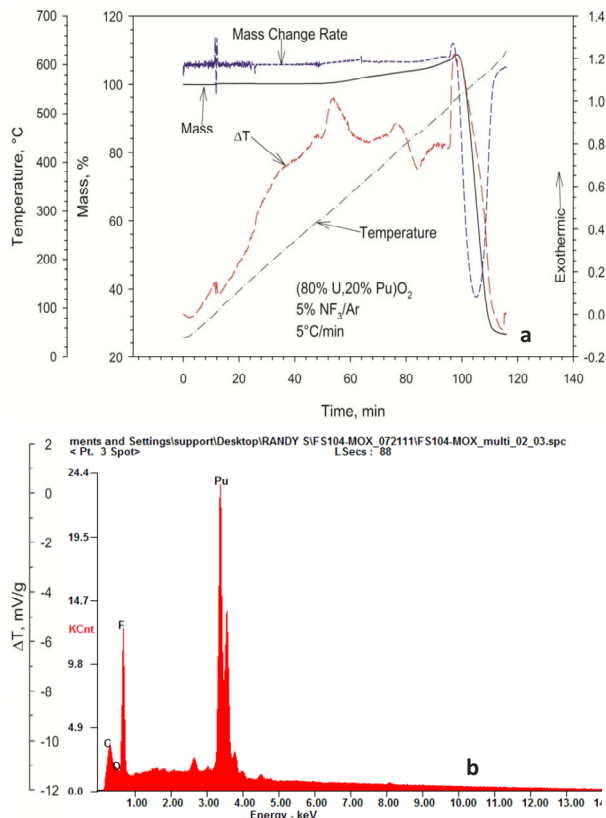 Temperature, °C
700
600
500
400
300
200
100
0
Mass, %
120
100
80
60
40
20
Mass Change Rate
Mass
ΔT
Temperature
(80% U,20% Pu)O₂
5% NF₃/Ar
5°C/min
a
1.4
1.2
1.0
0.8
0.6
0.4
0.2
0.0
-0.2
Exothermic
-20 0 20 40 60 80 100 120 140
Time, min
ments and Settings\support\Desktop\RANDY S\FS104-MOX_072111\FS104-MOX_multi_02_03.spc
< Pt. 3 Spot> LSecs : 88
ΔT, mV/g
2
0
-2
-4
-6
-8
-10
-12
24.4
19.5
14.7
KCnt
9.8
4.9
0.0
Pu
F
C
O
b
1.00 2.00 3.00 4.00 5.00 6.00 7.00 8.00 9.00 10.00 11.00 12.00 13.00 14
Energy - keV